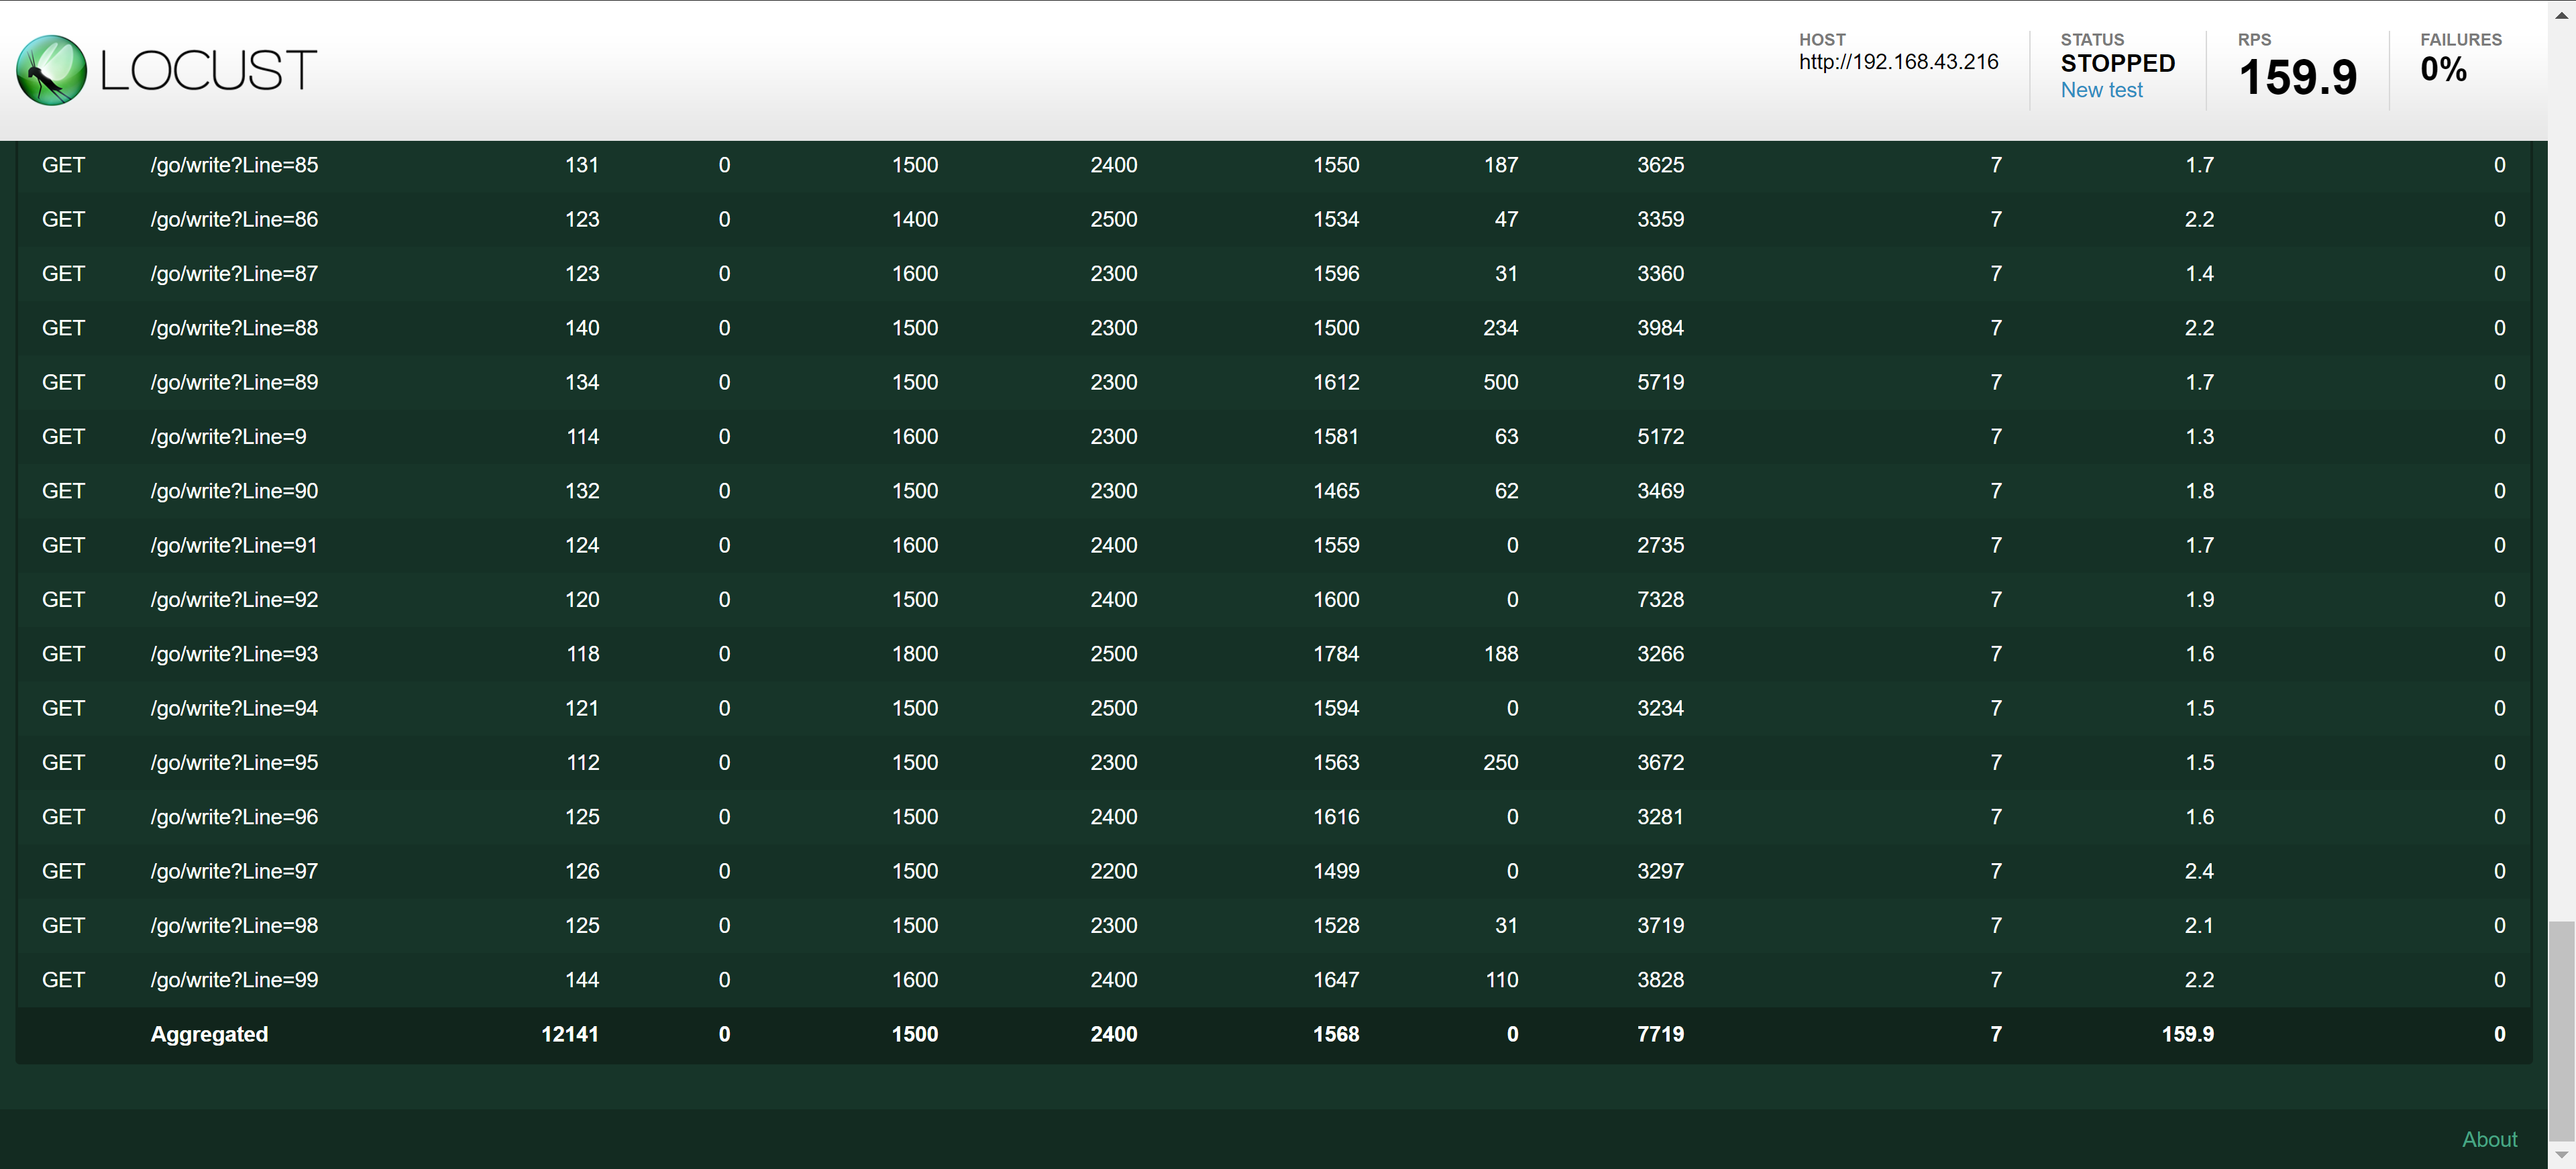 LOCUST
HOST
http://192.168.43.216
STATUS
STOPPED
New test
RPS
159.9
FAILURES
0%
GET /go/write?Line=85 131 0 1500 2400 1550 187 3625 7 1.7 0
GET /go/write?Line=86 123 0 1400 2500 1534 47 3359 7 2.2 0
GET /go/write?Line=87 123 0 1600 2300 1596 31 3360 7 1.4 0
GET /go/write?Line=88 140 0 1500 2300 1500 234 3984 7 2.2 0
GET /go/write?Line=89 134 0 1500 2300 1612 500 5719 7 1.7 0
GET /go/write?Line=9 114 0 1600 2300 1581 63 5172 7 1.3 0
GET /go/write?Line=90 132 0 1500 2300 1465 62 3469 7 1.8 0
GET /go/write?Line=91 124 0 1600 2400 1559 0 2735 7 1.7 0
GET /go/write?Line=92 120 0 1500 2400 1600 0 7328 7 1.9 0
GET /go/write?Line=93 118 0 1800 2500 1784 188 3266 7 1.6 0
GET /go/write?Line=94 121 0 1500 2500 1594 0 3234 7 1.5 0
GET /go/write?Line=95 112 0 1500 2300 1563 250 3672 7 1.5 0
GET /go/write?Line=96 125 0 1500 2400 1616 0 3281 7 1.6 0
GET /go/write?Line=97 126 0 1500 2200 1499 0 3297 7 2.4 0
GET /go/write?Line=98 125 0 1500 2300 1528 31 3719 7 2.1 0
GET /go/write?Line=99 144 0 1600 2400 1647 110 3828 7 2.2 0
Aggregated 12141 0 1500 2400 1568 0 7719 7 159.9 0
About